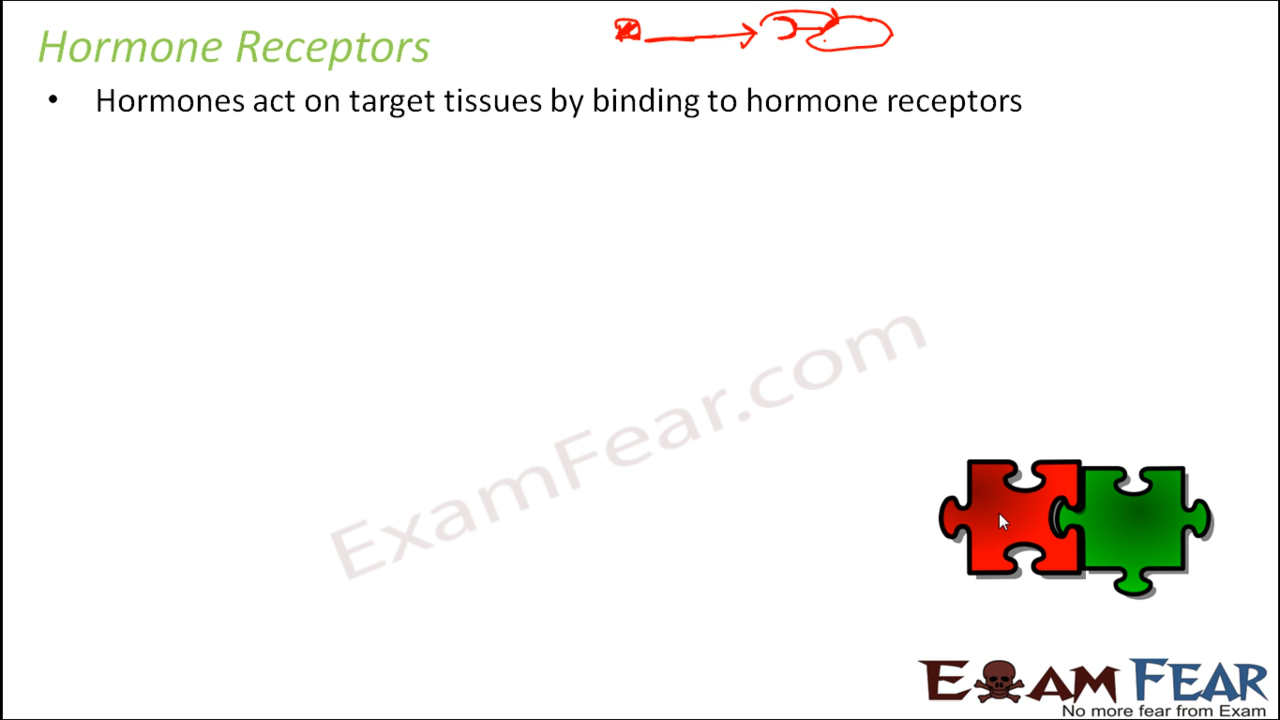 Hormone Receptors
• Hormones act on target tissues by binding to hormone receptors
ExamFear.com
EXAM FEAR
No more fear from Exam